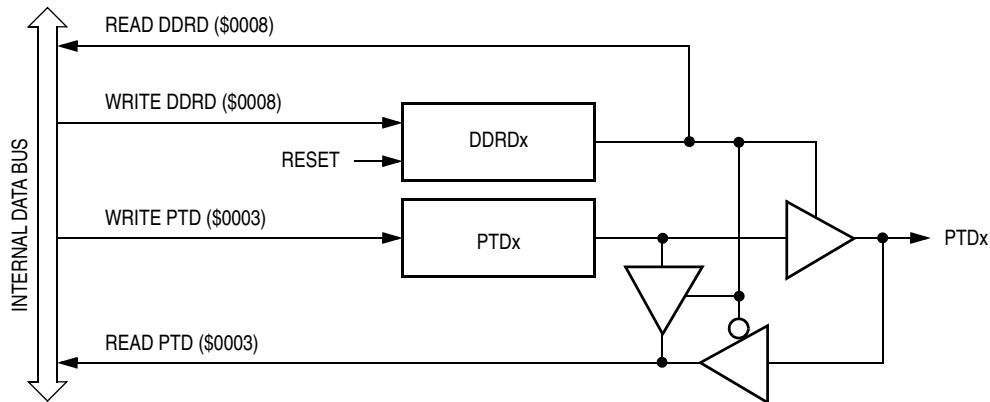 READ DDRD ($0008)
WRITE DDRD ($0008)
DDRDx
RESET
WRITE PTD ($0003)
PTDx
PTDx
READ PTD ($0003)
INTERNAL DATA BUS